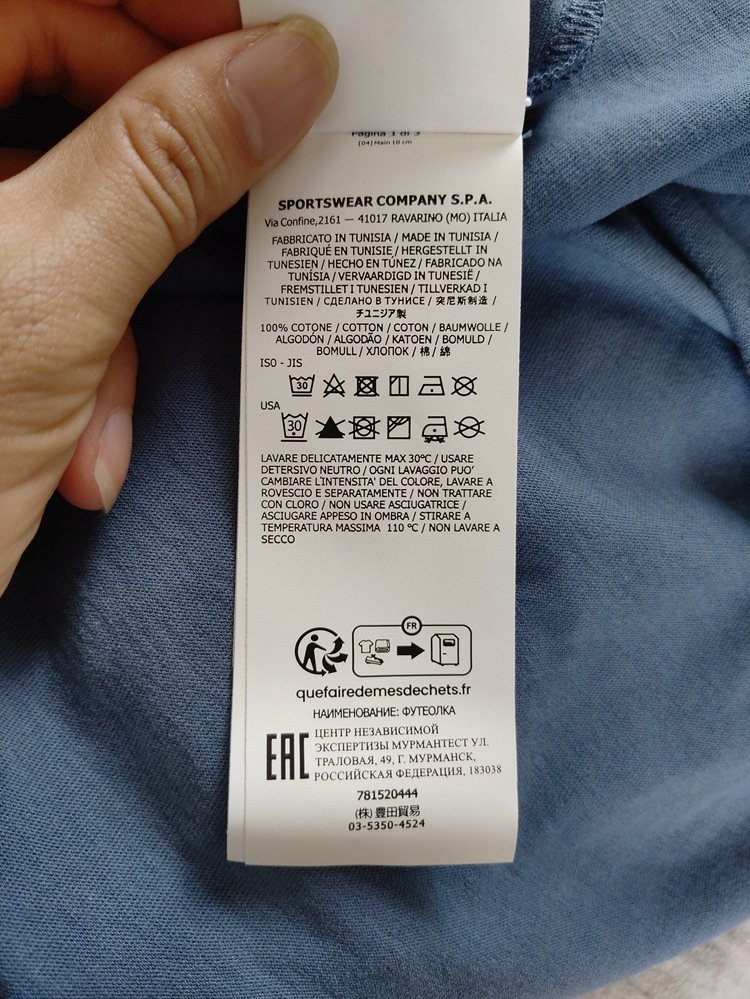 Pagina 1 di 3
[04] Main 10 cm
SPORTSWEAR COMPANY S.P.A.
Via Confine,2161 — 41017 RAVARINO (MO) ITALIA
FABBRICATO IN TUNISIA / MADE IN TUNISIA /
FABRIQUÉ EN TUNISIE / HERGESTELLT IN
TUNESIEN / HECHO EN TÚNEZ / FABRICADO NA
TUNÍSIA / VERVAARDIGD IN TUNESIË /
FREMSTILLET I TUNESIEN / TILLVERKAD I
TUNISIEN / СДЕЛАНО В ТУНИСЕ / 突尼斯制造 /
チュニジア製
100% COTONE / COTTON / COTON / BAUMWOLLE /
ALGODÓN / ALGODÃO / KATOEN / BOMULD /
BOMULL / ХЛОПОК / 棉 / 綿
ISO - JIS
30
USA
30
LAVARE DELICATAMENTE MAX 30°C / USARE
DETERSIVO NEUTRO / OGNI LAVAGGIO PUO'
CAMBIARE L'INTENSITA' DEL COLORE, LAVARE A
ROVESCIO E SEPARATAMENTE / NON TRATTARE
CON CLORO / NON USARE ASCIUGATRICE /
ASCIUGARE APPESO IN OMBRA / STIRARE A
TEMPERATURA MASSIMA 110 °C / NON LAVARE A
SECCO
FR
quefairedemesdechets.fr
НАИМЕНОВАНИЕ: ФУТЕОЛКА
EAC
ЦЕНТР НЕЗАВИСИМОЙ
ЭКСПЕРТИЗЫ МУРМАНТЕСТ УЛ.
ТРАЛОВАЯ, 49, Г. МУРМАНСК,
РОССИЙСКАЯ ФЕДЕРАЦИЯ, 183038
781520444
(株) 豊田貿易
03-5350-4524